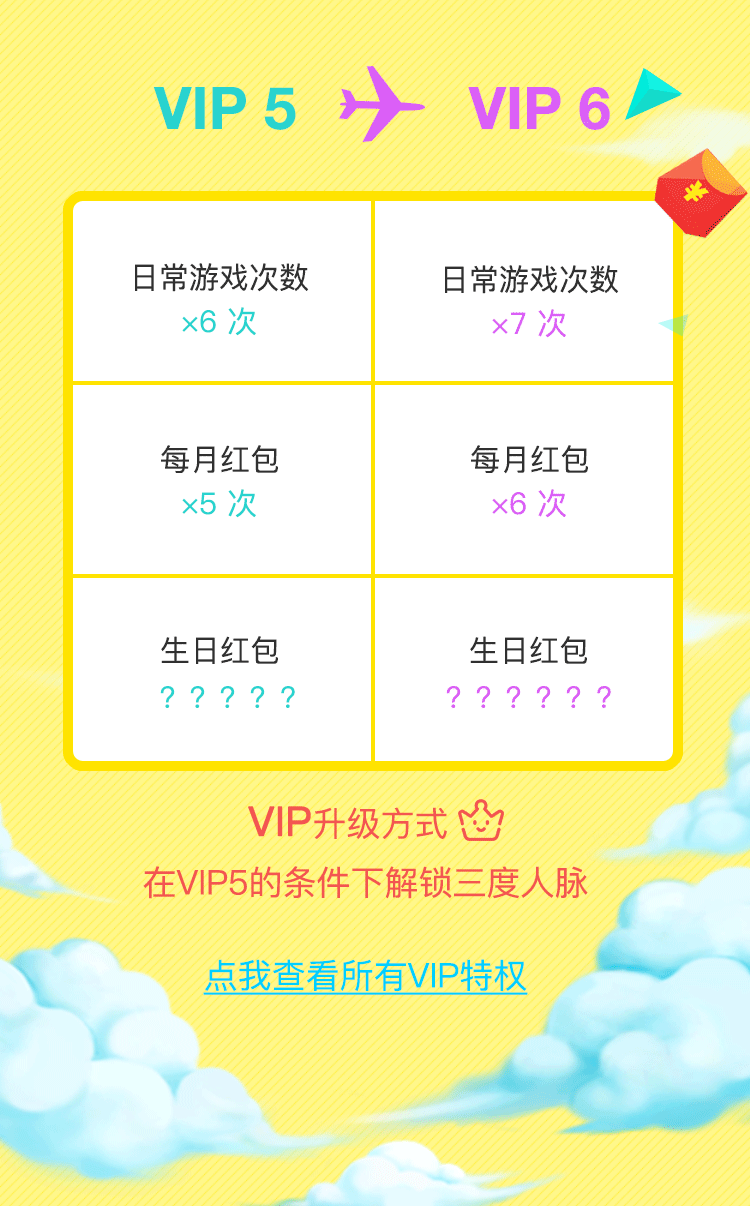 VIP 5 VIP 6
¥
日常游戏次数 日常游戏次数
×6 次 ×7 次
每月红包 每月红包
×5 次 ×6 次
生日红包 生日红包
? ? ? ? ? ? ? ? ? ? ?
VIP升级方式
在VIP5的条件下解锁三度人脉
点我查看所有VIP特权